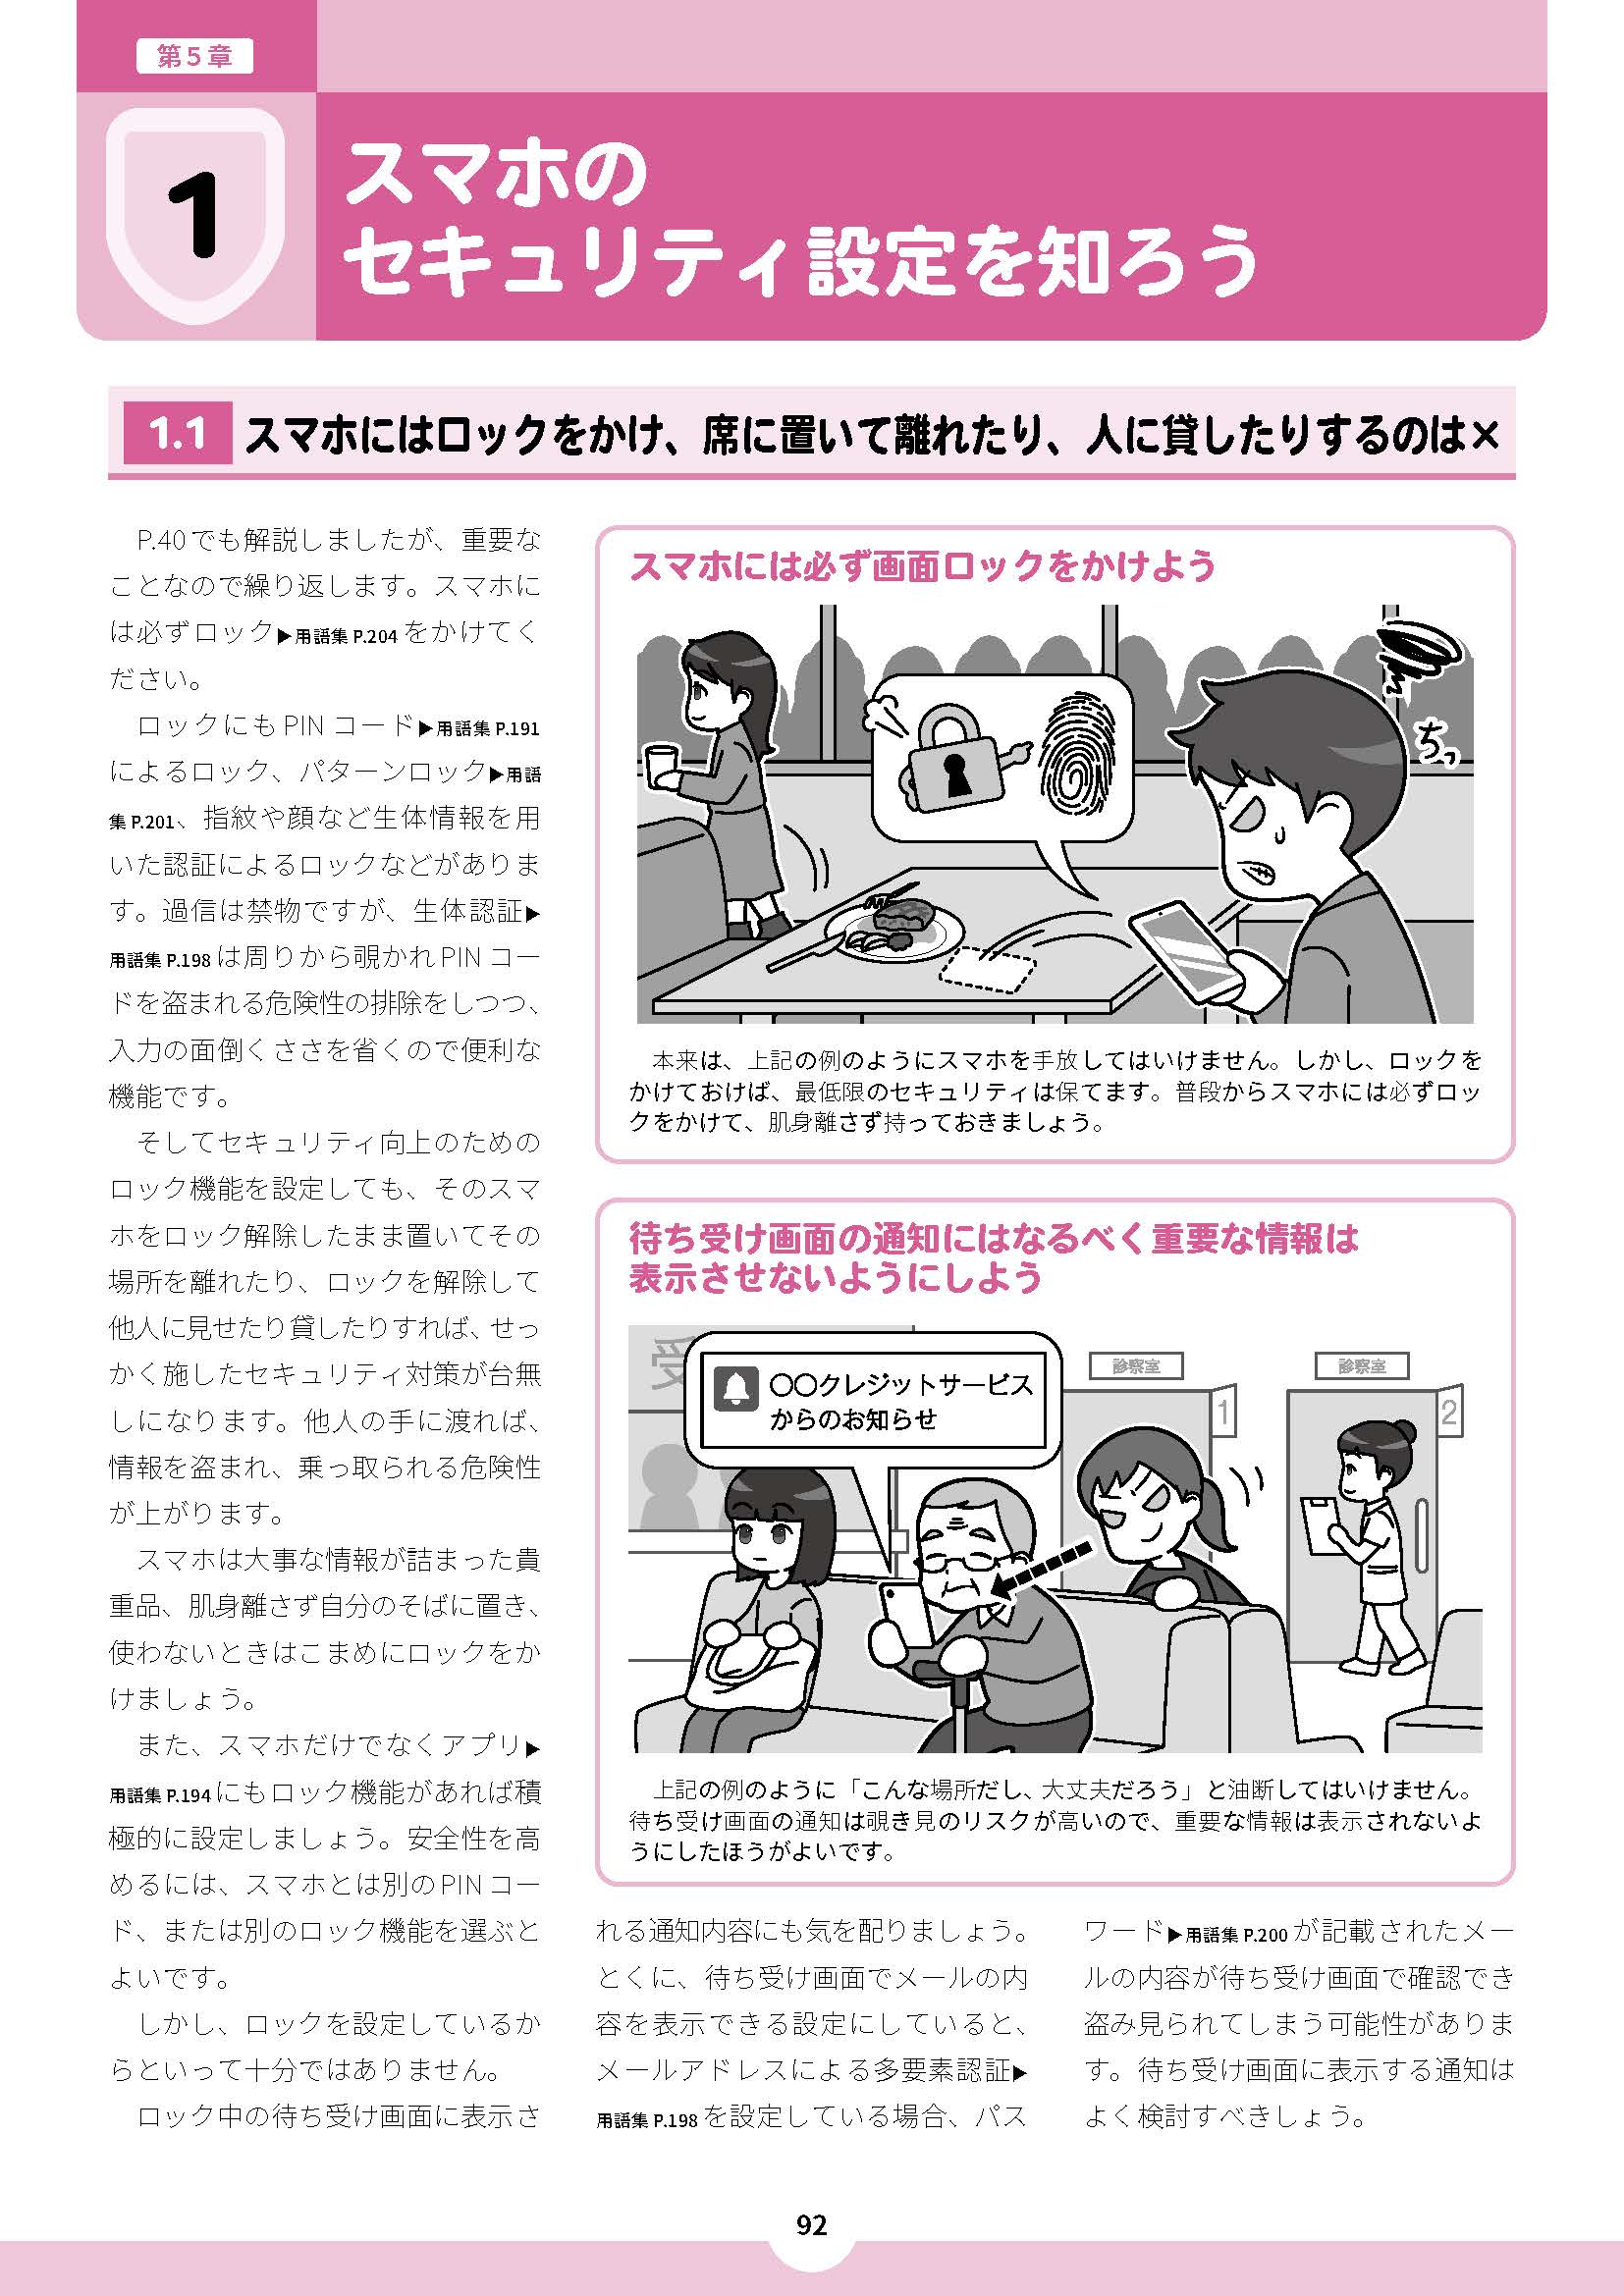 第5章
1
スマホの
セキュリティ設定を知ろう
1.1 スマホにはロックをかけ、席に置いて離れたり、人に貸したりするのは×
P.40でも解説しましたが、重要な
ことなので繰り返します。スマホに
は必ずロック▶用語集 P.204 をかけてく
ださい。
ロックにも PIN コード▶用語集 P.191
によるロック、パターンロック▶用語
集 P.201、指紋や顔など生体情報を用
いた認証によるロックなどがありま
す。過信は禁物ですが、生体認証▶
用語集 P.198 は周りから覗かれ PIN コー
ドを盗まれる危険性の排除をしつつ、
入力の面倒くささを省くので便利な
機能です。
そしてセキュリティ向上のための
ロック機能を設定しても、そのスマ
ホをロック解除したまま置いてその
場所を離れたり、ロックを解除して
他人に見せたり貸したりすれば、せっ
かく施したセキュリティ対策が台無
しになります。他人の手に渡れば、
情報を盗まれ、乗っ取られる危険性
が上がります。
スマホは大事な情報が詰まった貴
重品、肌身離さず自分のそばに置き、
使わないときはこまめにロックをか
けましょう。
また、スマホだけでなくアプリ▶
用語集 P.194 にもロック機能があれば積
極的に設定しましょう。安全性を高
めるには、スマホとは別の PIN コー
ド、または別のロック機能を選ぶと
よいです。
しかし、ロックを設定しているか
らといって十分ではありません。
ロック中の待ち受け画面に表示さ
スマホには必ず画面ロックをかけよう
ちっ
本来は、上記の例のようにスマホを手放してはいけません。しかし、ロックを
かけておけば、最低限のセキュリティは保てます。普段からスマホには必ずロッ
クをかけて、肌身離さず持っておきましょう。
待ち受け画面の通知にはなるべく重要な情報は
表示させないようにしよう
受
〇〇クレジットサービス
からのお知らせ
診察室
1
診察室
2
上記の例のように「こんな場所だし、大丈夫だろう」と油断してはいけません。
待ち受け画面の通知は覗き見のリスクが高いので、重要な情報は表示されないよ
うにしたほうがよいです。
れる通知内容にも気を配りましょう。
とくに、待ち受け画面でメールの内
容を表示できる設定にしていると、
メールアドレスによる多要素認証▶
用語集 P.198 を設定している場合、パス
ワード▶用語集 P.200 が記載されたメー
ルの内容が待ち受け画面で確認でき
盗み見られてしまう可能性がありま
す。待ち受け画面に表示する通知は
よく検討すべきしょう。
92